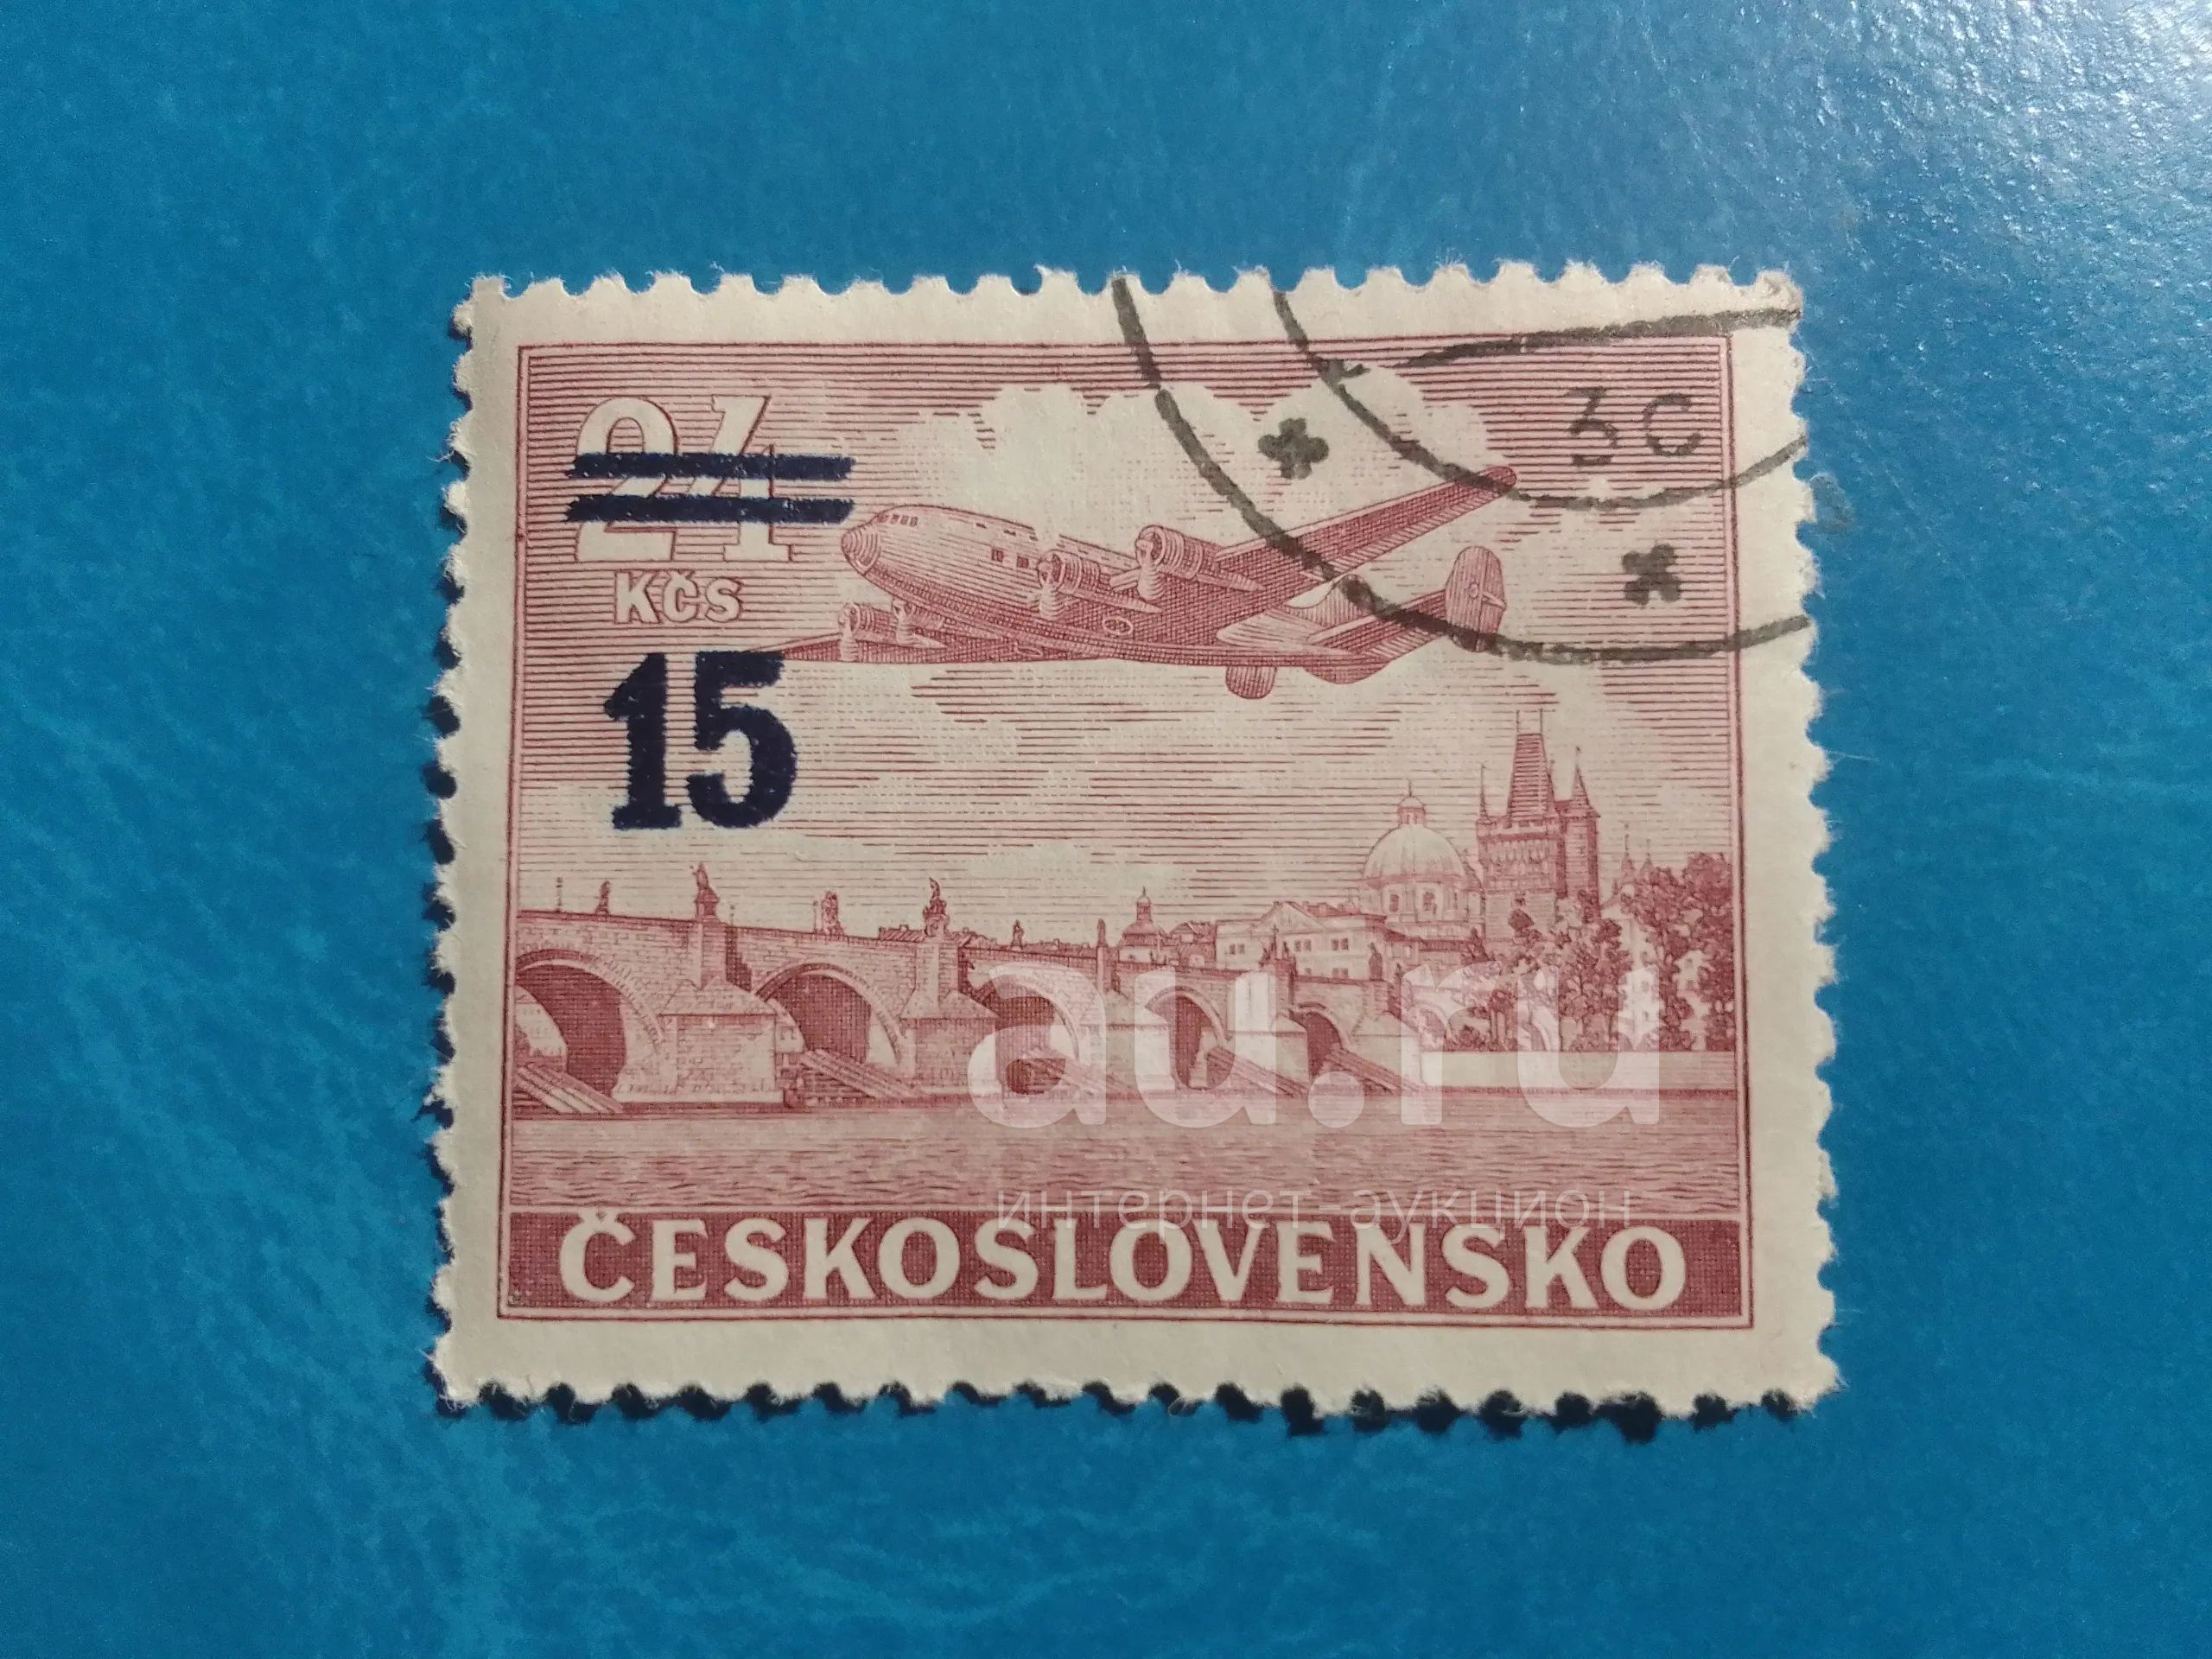 24
KČS
15
3C
au.ru
интернет-аукцион
ČESKOSLOVENSKO